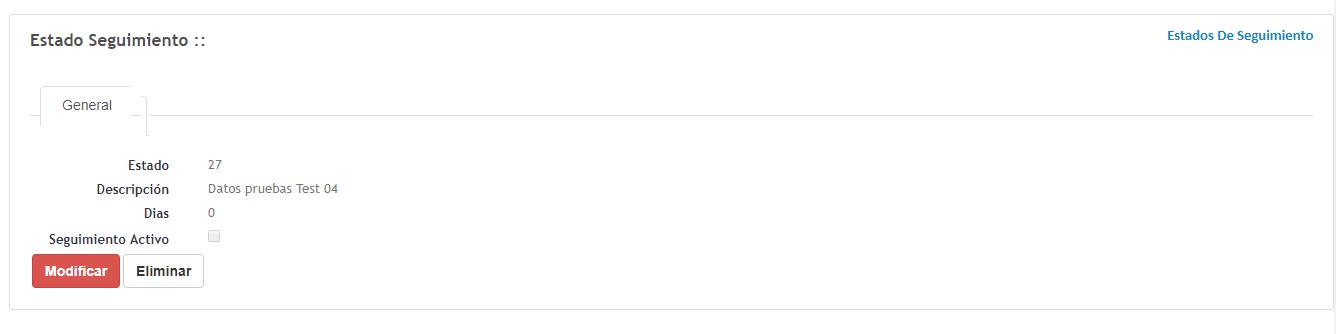 Estado Seguimiento ::
Estados De Seguimiento
General
Estado 27
Descripción Datos pruebas Test 04
Dias 0
Seguimiento Activo
Modificar Eliminar